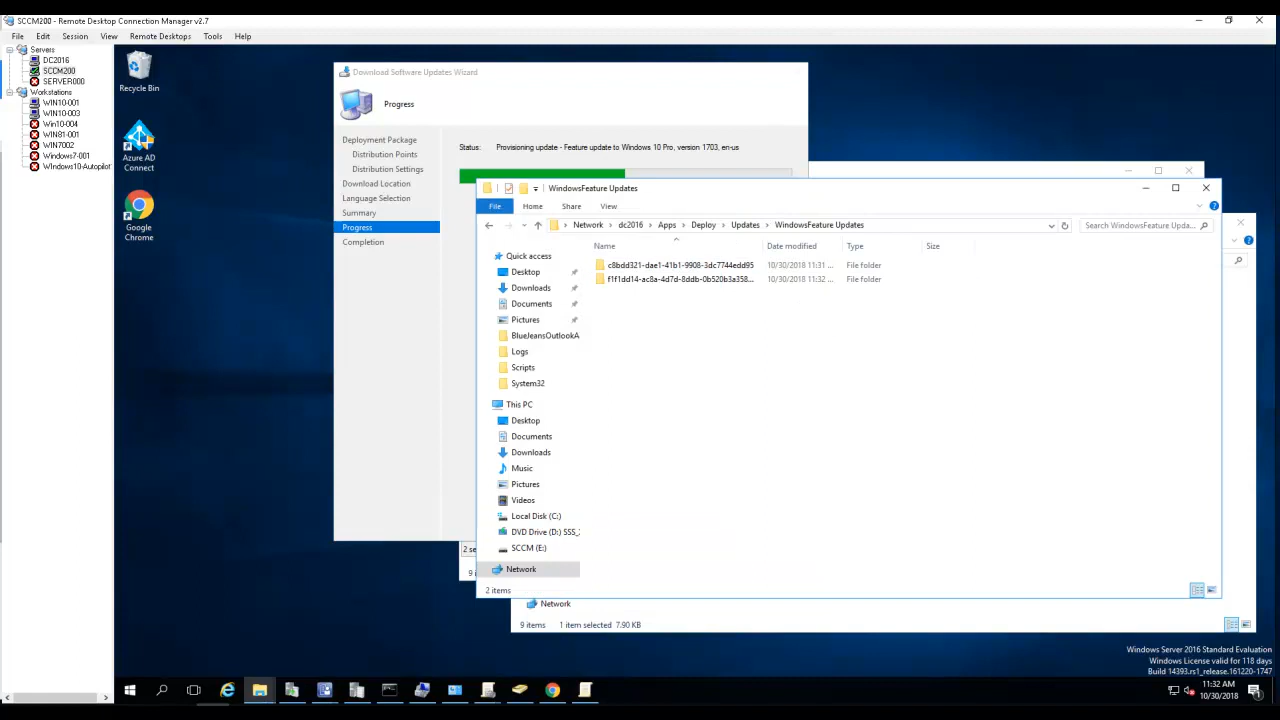 SCCM200 - Remote Desktop Connection Manager v2.7
File Edit Session View Remote Desktops Tools Help
Servers
DC2016
SCCM200
SERVER000
Workstations
WIN10-001
WIN10-003
Win10-004
WIN81-001
WIN7002
Windows7-001
WIndows10-Autopilot
Recycle Bin
Azure AD
Connect
Google
Chrome
Download Software Updates Wizard
Progress
Deployment Package
Distribution Points
Distribution Settings
Download Location
Language Selection
Summary
Progress
Completion
Status: Provisioning update - Feature update to Windows 10 Pro, version 1703, en-us
WindowsFeature Updates
File Home Share View
Network dc2016 Apps Deploy Updates WindowsFeature Updates
Search WindowsFeature Upda...
Name Date modified Type Size
c8bdd321-dae1-41b1-9908-3dc7744edd95 10/30/2018 11:31 ... File folder
f1f1dd14-ac8a-4d7d-8ddb-0b520b3a358... 10/30/2018 11:32 ... File folder
Quick access
Desktop
Downloads
Documents
Pictures
BlueJeansOutlookA
Logs
Scripts
System32
This PC
Desktop
Documents
Downloads
Music
Pictures
Videos
Local Disk (C:)
DVD Drive (D:) SSS_
SCCM (E:)
Network
2 items
2 se
9 i
Network
9 items 1 item selected 7.90 KB
Windows Server 2016 Standard Evaluation
Windows License valid for 118 days
Build 14393.rs1_release.161220-1747
11:32 AM
10/30/2018
1